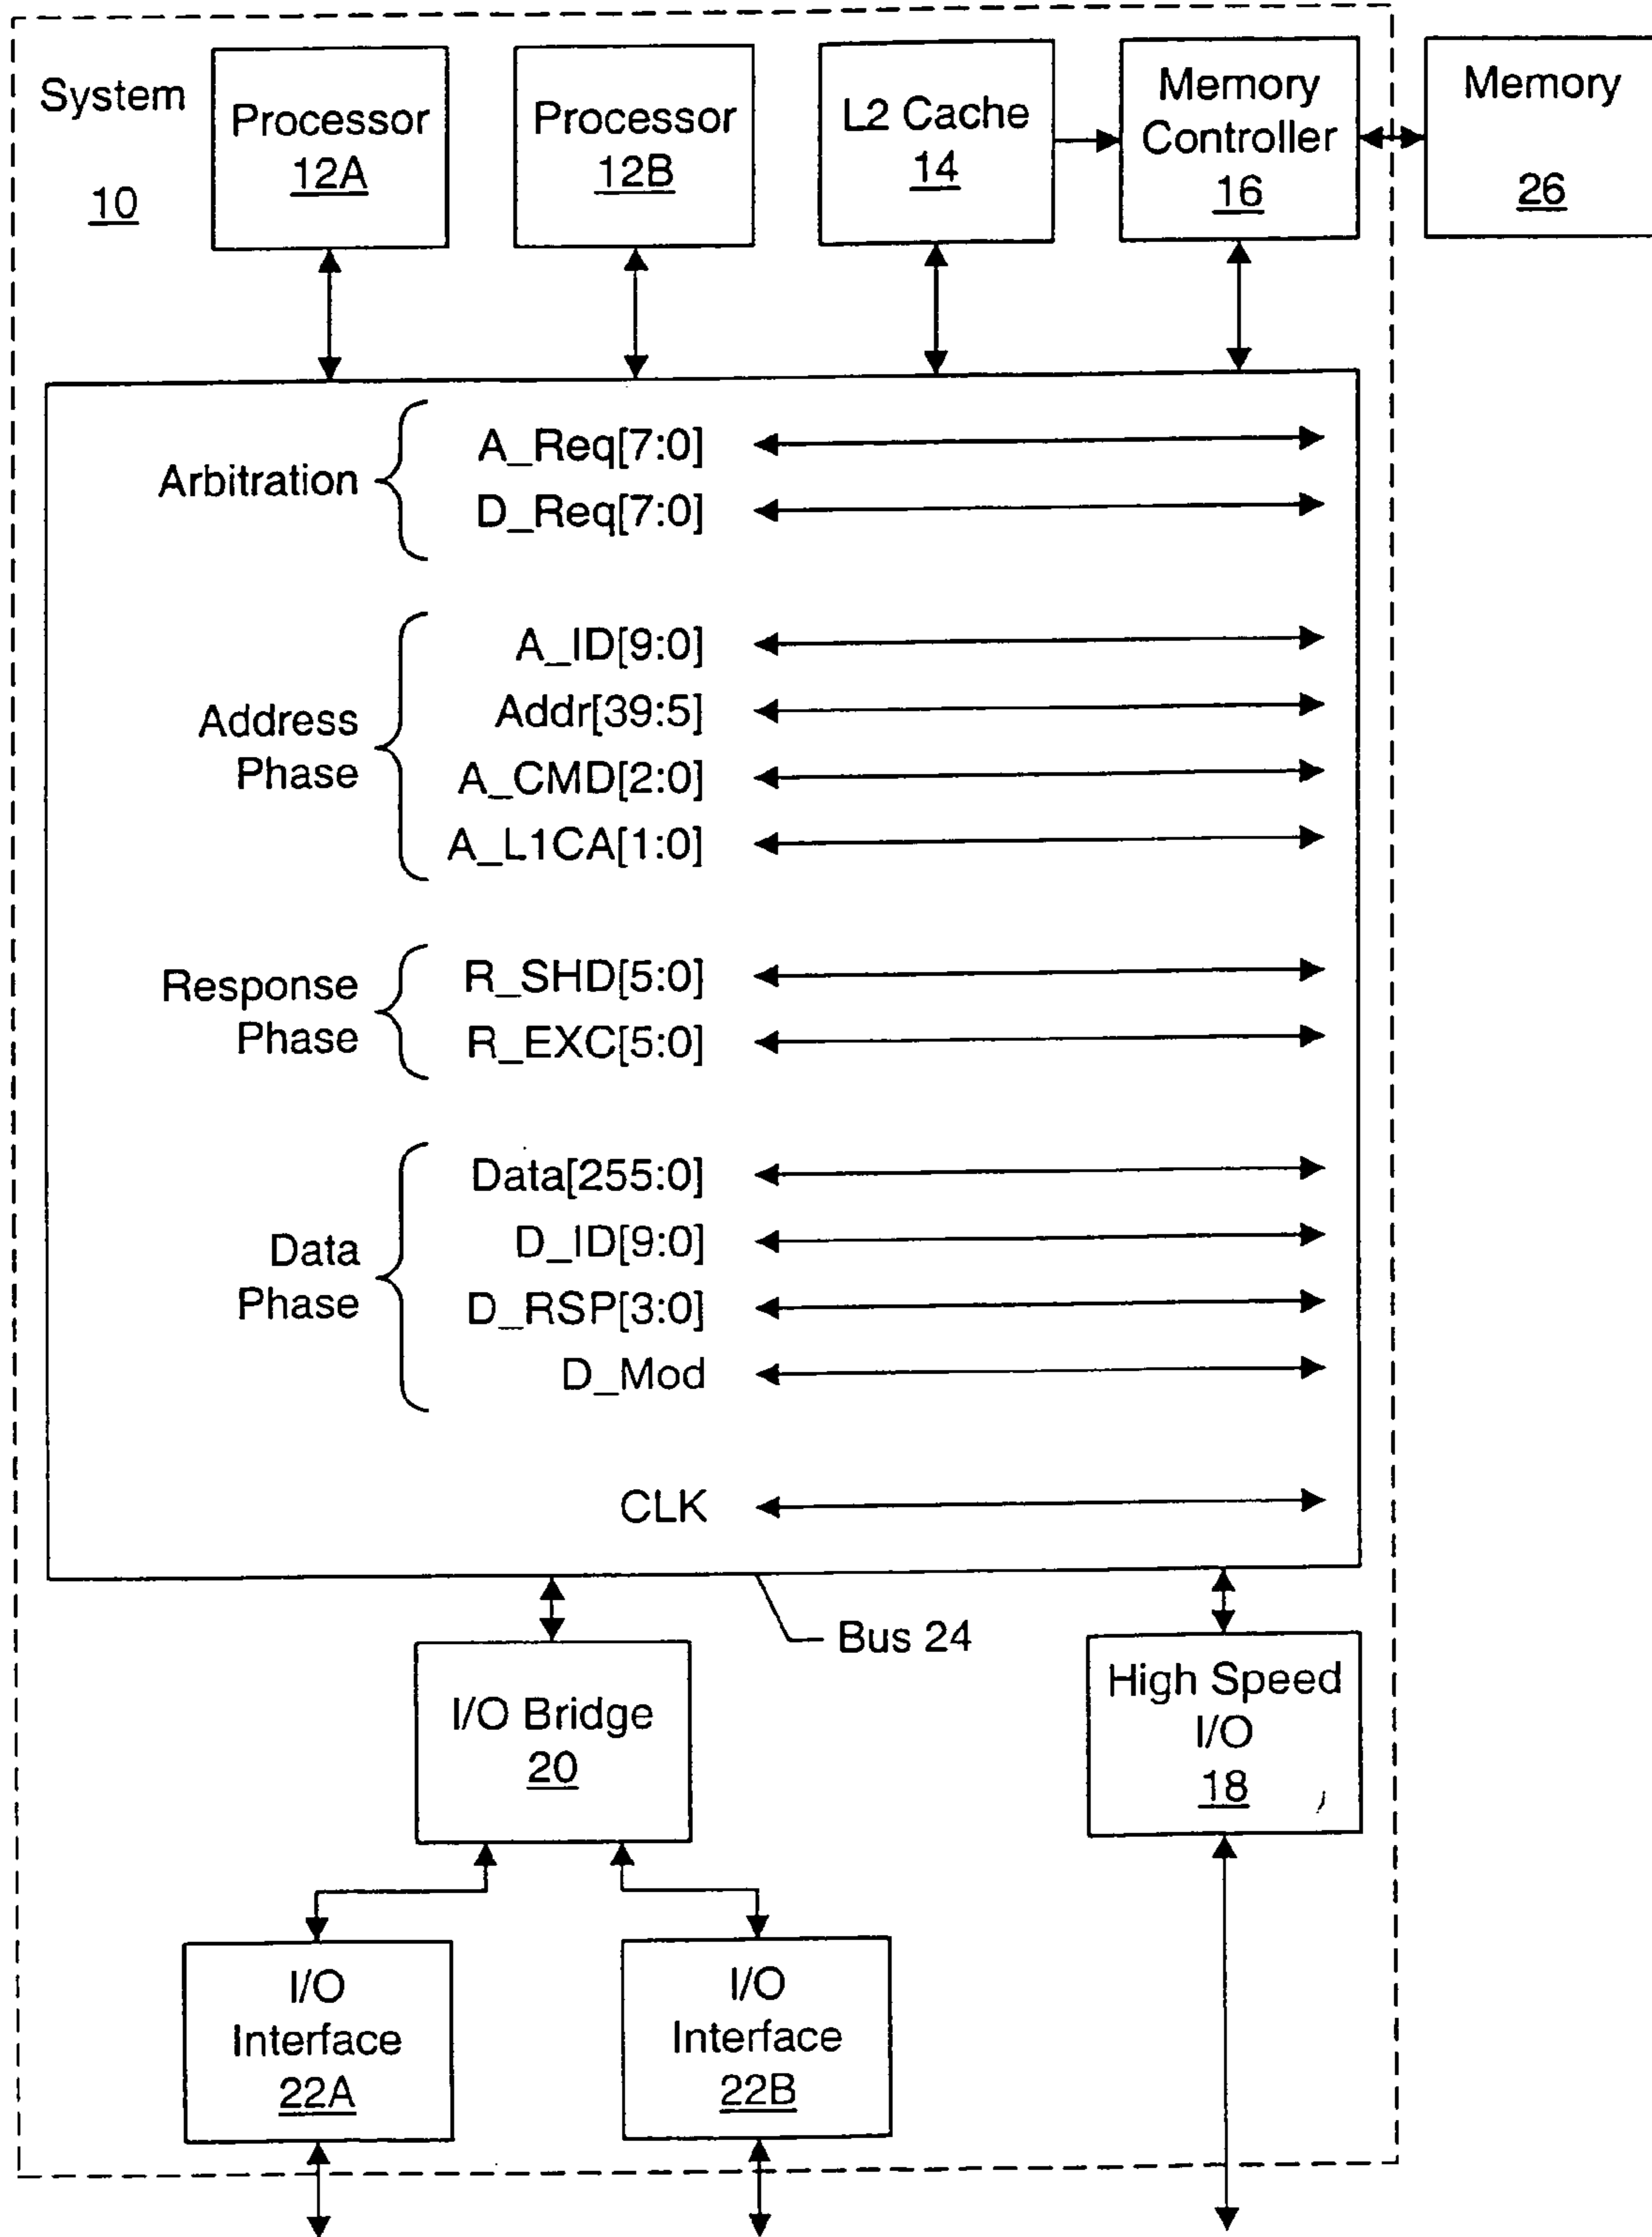 System
10
Processor
12A
Processor
12B
L2 Cache
14
Memory
Controller
16
Memory
26
Arbitration
A_Req[7:0]
D_Req[7:0]
Address
Phase
A_ID[9:0]
Addr[39:5]
A_CMD[2:0]
A_L1CA[1:0]
Response
Phase
R_SHD[5:0]
R_EXC[5:0]
Data
Phase
Data[255:0]
D_ID[9:0]
D_RSP[3:0]
D_Mod
CLK
Bus 24
I/O Bridge
20
High Speed
I/O
18
I/O
Interface
22A
I/O
Interface
22B